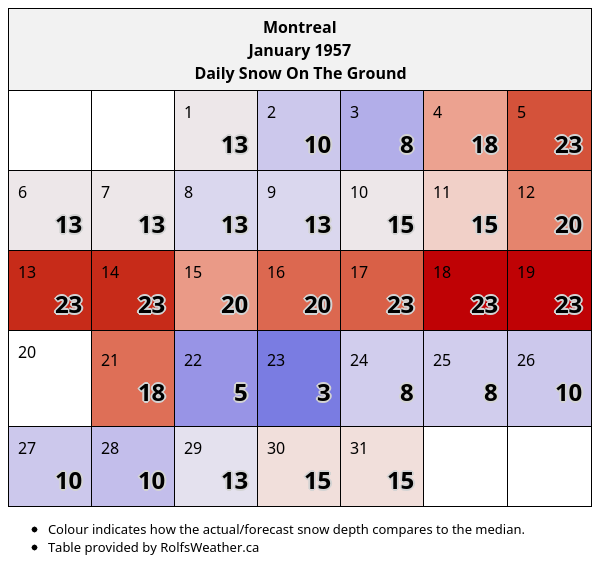 Montreal
January 1957
Daily Snow On The Ground
1 2 3 4 5
13 10 8 18 23
6 7 8 9 10 11 12
13 13 13 13 15 15 20
13 14 15 16 17 18 19
23 23 20 20 23 23 23
20 21 22 23 24 25 26
18 5 3 8 8 10
27 28 29 30 31
10 10 13 15 15
Colour indicates how the actual/forecast snow depth compares to the median.
Table provided by RolfsWeather.ca